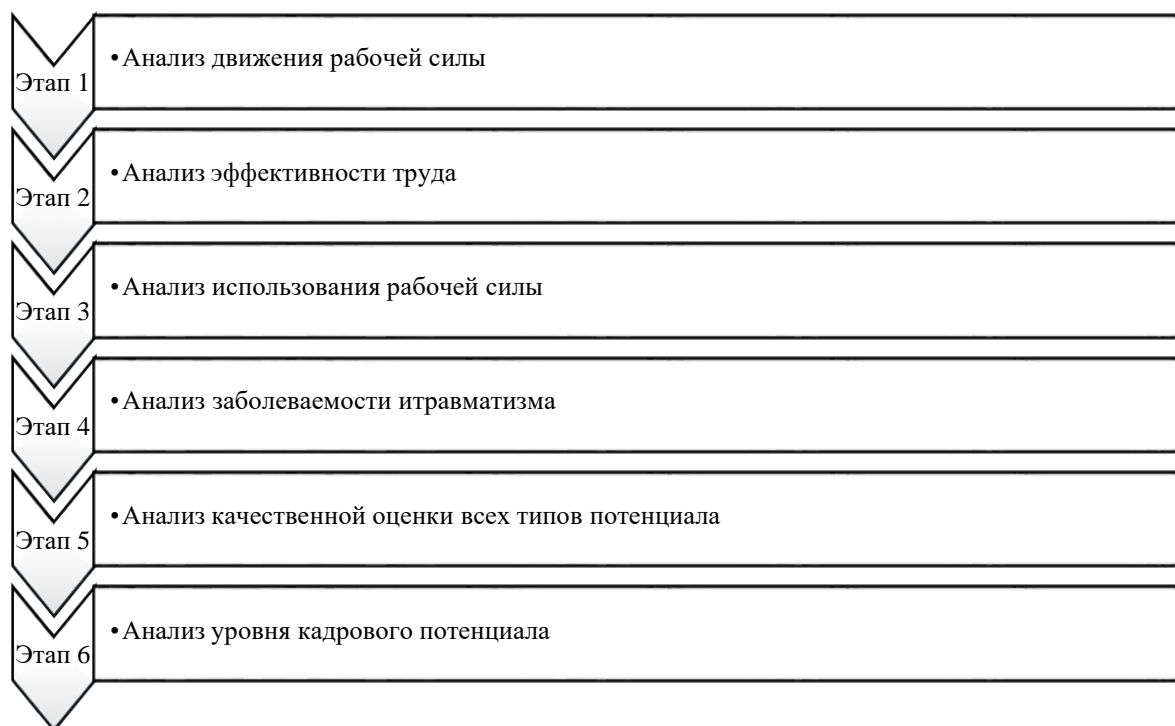 Этап 1
•Анализ движения рабочей силы
Этап 2
•Анализ эффективности труда
Этап 3
•Анализ использования рабочей силы
Этап 4
•Анализ заболеваемости итравматизма
Этап 5
•Анализ качественной оценки всех типов потенциала
Этап 6
•Анализ уровня кадрового потенциала